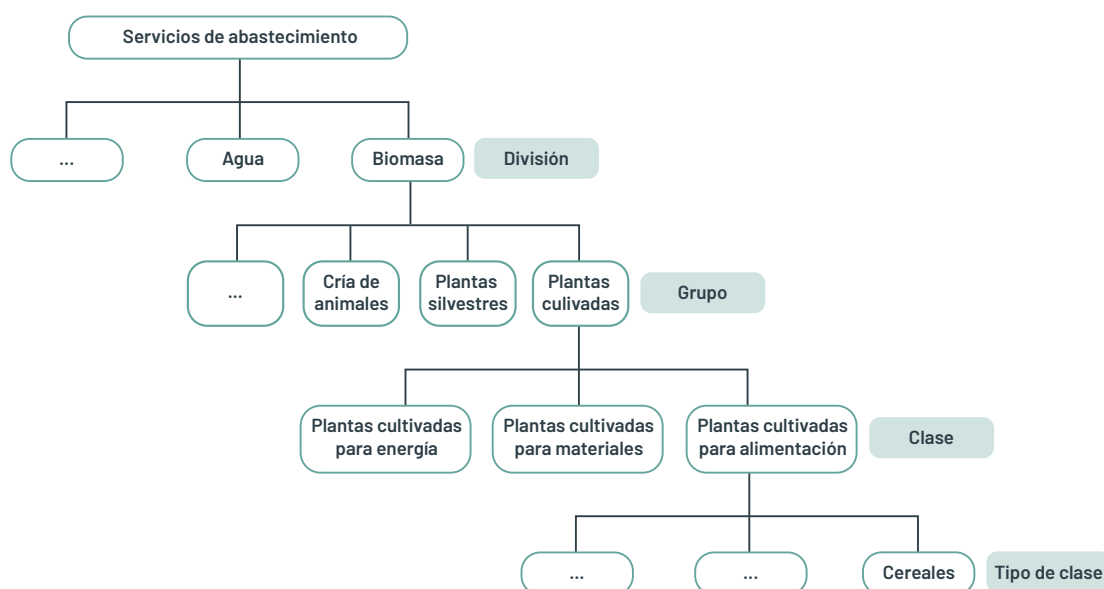 Servicios de abastecimiento
...
Agua
Biomasa
División
...
Cría de
animales
Plantas
silvestres
Plantas
culivadas
Grupo
Plantas cultivadas
para energía
Plantas cultivadas
para materiales
Plantas cultivadas
para alimentación
Clase
...
...
Cereales
Tipo de clase